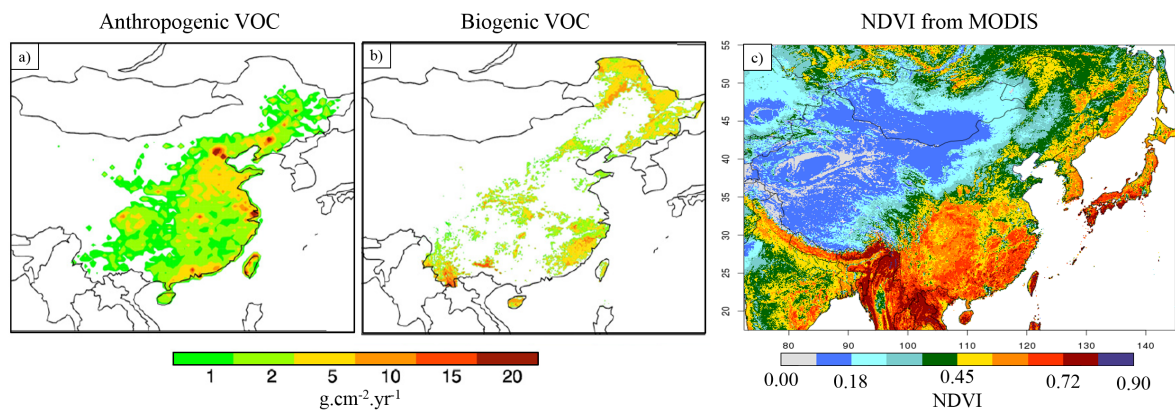 Anthropogenic VOC
Biogenic VOC
NDVI from MODIS
a)
b)
c)
55
50
45
40
35
30
25
20
80 90 100 110 120 130 140
1 2 5 10 15 20
g.cm⁻².yr⁻¹
0.00 0.18 0.45 0.72 0.90
NDVI